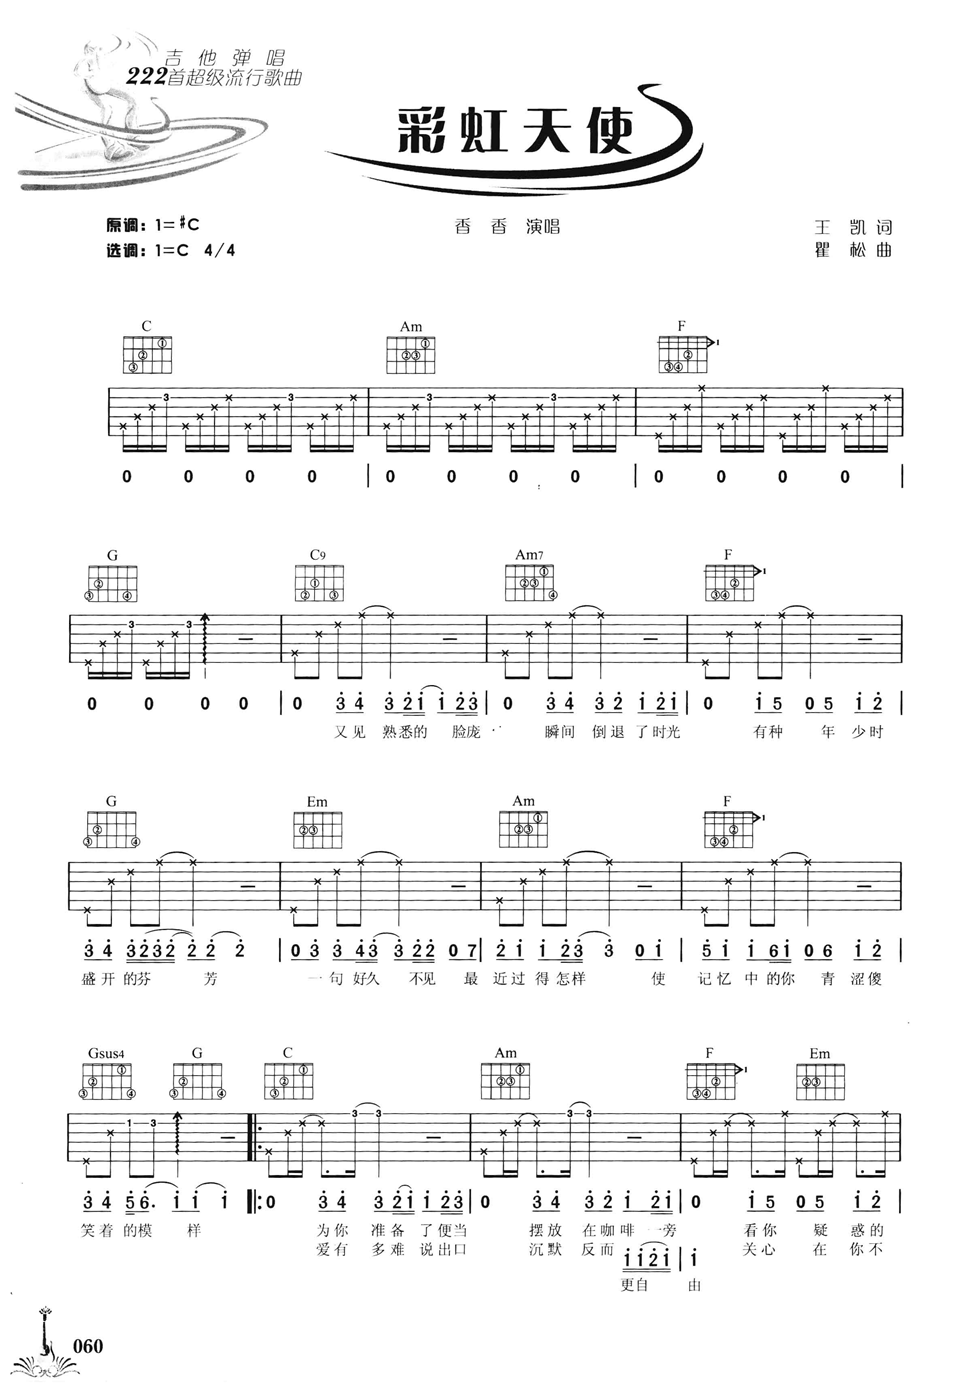 吉他弹唱
222首超级流行歌曲
彩虹天使
原调：1=#C 香香 演唱 王凯 词
选调：1=C 4/4 瞿松 曲
C Am F
3 3 3 3
0 0 0 0 | 0 0 0 0 | 0 0 0 0 |
G C9 Am7 F
3 3
0 0 0 0 | 0 3 4 3 2 1 1 2 3 | 0 3 4 3 2 1 2 1 | 0 1 5 0 5 1 2 |
又见 熟悉的 脸庞 瞬间 倒退 了时光 有种 年 少时
G Em Am F
3 4 3 2 3 2 2 2 2 | 0 3 3 4 3 3 2 2 0 7 | 2 1 1 2 3 3 0 1 | 5 1 1 6 1 0 6 1 2 |
盛开 的芬 芳 一句 好久 不见 最 近过 得怎样 使 记忆 中的你 青 涩傻
Gsus4 G C Am F Em
1 3 3 3 3 3
3 4 5 6. 1 1 1 |: 0 3 4 3 2 1 1 2 3 | 0 3 4 3 2 1 2 1 | 0 1 5 0 5 1 2 |
笑着 的模 样 为你 准备 了便当 摆放 在咖啡 一旁 看你 疑 惑的
爱有 多难 说出口 沉默 反而 关心 在 你不
1 1 2 1 | 1
更自 由
060